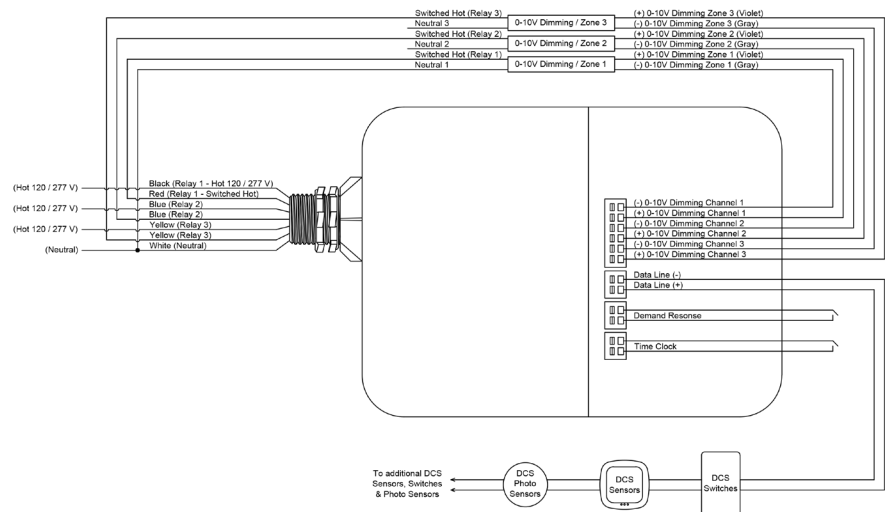 Switched Hot (Relay 3)
Neutral 3
0-10V Dimming / Zone 3
(+) 0-10V Dimming Zone 3 (Violet)
(-) 0-10V Dimming Zone 3 (Gray)
Switched Hot (Relay 2)
Neutral 2
0-10V Dimming / Zone 2
(+) 0-10V Dimming Zone 2 (Violet)
(-) 0-10V Dimming Zone 2 (Gray)
Switched Hot (Relay 1)
Neutral 1
0-10V Dimming / Zone 1
(+) 0-10V Dimming Zone 1 (Violet)
(-) 0-10V Dimming Zone 1 (Gray)
(Hot 120 / 277 V)
Black (Relay 1 - Hot 120 / 277 V)
Red (Relay 1 - Switched Hot)
(Hot 120 / 277 V)
Blue (Relay 2)
Blue (Relay 2)
(Hot 120 / 277 V)
Yellow (Relay 3)
Yellow (Relay 3)
(Neutral)
White (Neutral)
(-) 0-10V Dimming Channel 1
(+) 0-10V Dimming Channel 1
(-) 0-10V Dimming Channel 2
(+) 0-10V Dimming Channel 2
(-) 0-10V Dimming Channel 3
(+) 0-10V Dimming Channel 3
Data Line (-)
Data Line (+)
Demand Resonse
Time Clock
To additional DCS
Sensors, Switches
& Photo Sensors
DCS
Photo
Sensors
DCS
Sensors
DCS
Switches